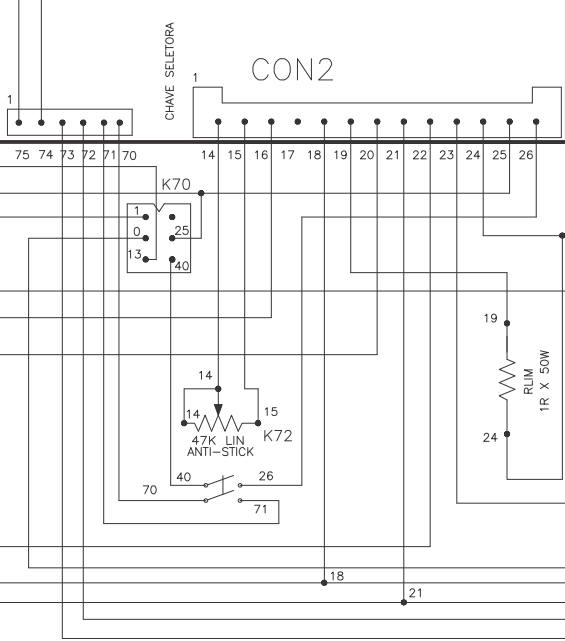 CHAVE SELETORA
CON2
1
1
75 74 73 72 71 70
14 15 16 17 18 19 20 21 22 23 24 25 26
K70
1
0 25
13 40
19
RLIM
1R X 50W
24
14
14 15
47K LIN K72
ANTI-STICK
40 26
70
71
18
21